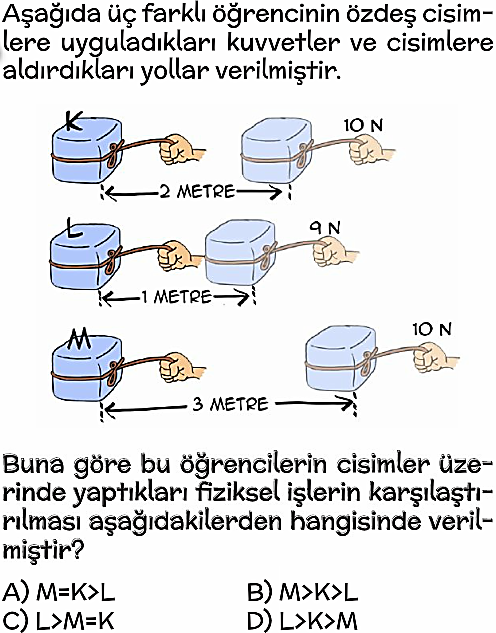 Aşağıda üç farklı öğrencinin özdeş cisim-
lere uyguladıkları kuvvetler ve cisimlere
aldırdıkları yollar verilmiştir.
K
10 N
2 METRE
L
9 N
1 METRE
M
10 N
3 METRE
Buna göre bu öğrencilerin cisimler üze-
rinde yaptıkları fiziksel işlerin karşılaştı-
rılması aşağıdakilerden hangisinde veril-
miştir?
A) M=K>L B) M>K>L
C) L>M=K D) L>K>M